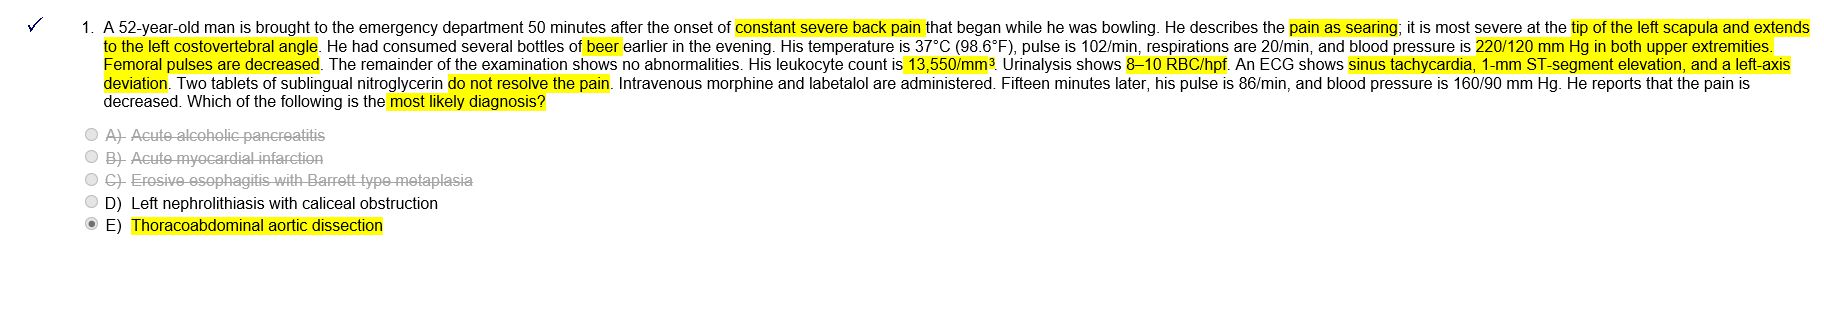 1. A 52-year-old man is brought to the emergency department 50 minutes after the onset of constant severe back pain that began while he was bowling. He describes the pain as searing; it is most severe at the tip of the left scapula and extends
to the left costovertebral angle. He had consumed several bottles of beer earlier in the evening. His temperature is 37°C (98.6°F), pulse is 102/min, respirations are 20/min, and blood pressure is 220/120 mm Hg in both upper extremities.
Femoral pulses are decreased. The remainder of the examination shows no abnormalities. His leukocyte count is 13,550/mm³. Urinalysis shows 8–10 RBC/hpf. An ECG shows sinus tachycardia, 1-mm ST-segment elevation, and a left-axis
deviation. Two tablets of sublingual nitroglycerin do not resolve the pain. Intravenous morphine and labetalol are administered. Fifteen minutes later, his pulse is 86/min, and blood pressure is 160/90 mm Hg. He reports that the pain is
decreased. Which of the following is the most likely diagnosis?
A) Acute alcoholic pancreatitis
B) Acute myocardial infarction
C) Erosive esophagitis with Barrett type metaplasia
D) Left nephrolithiasis with caliceal obstruction
E) Thoracoabdominal aortic dissection